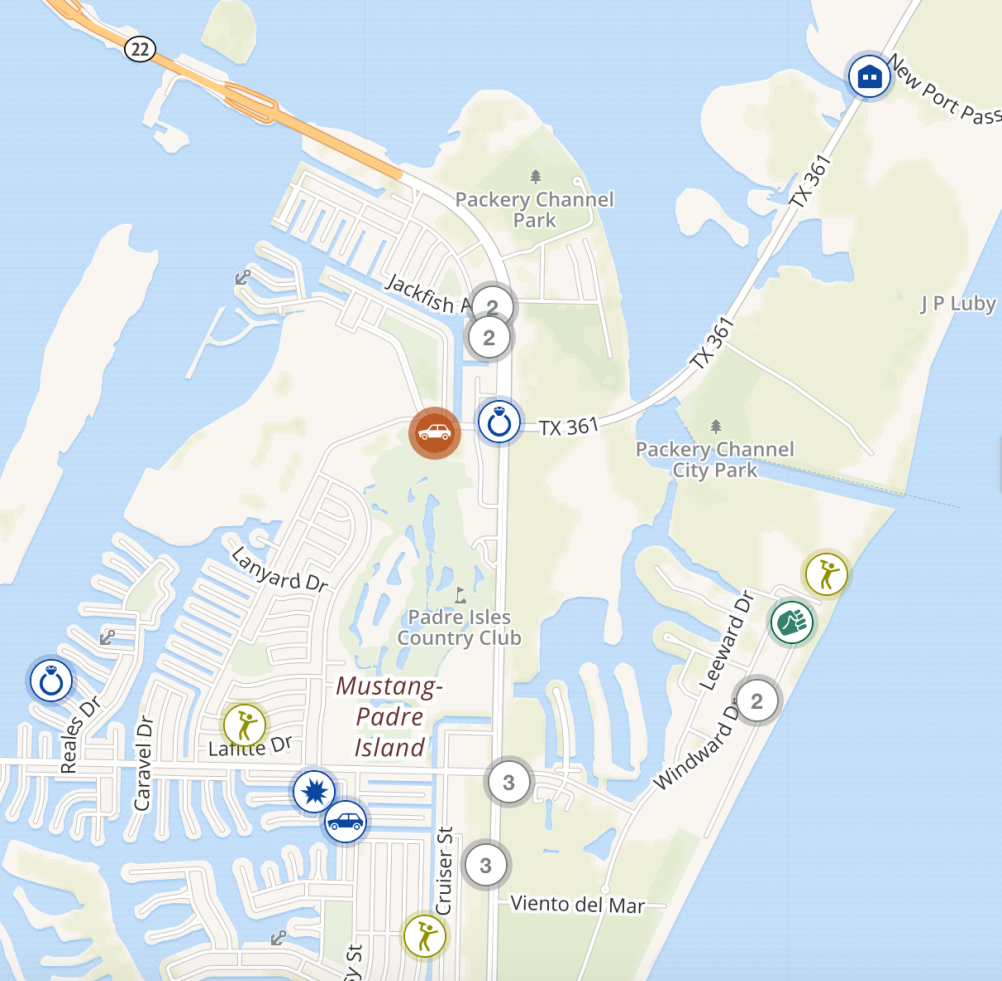 22
New Port Pass
TX 361
Packery Channel
Park
Jackfish A
2
2
J P Luby
TX 361
TX 361
Packery Channel
City Park
Lanyard Dr
Padre Isles
Country Club
Leeward Dr
Mustang-
Padre
Island
2
Reales Dr
Caravel Dr
Lafitte Dr
Windward D
3
3
Cruiser St
Viento del Mar
sy St